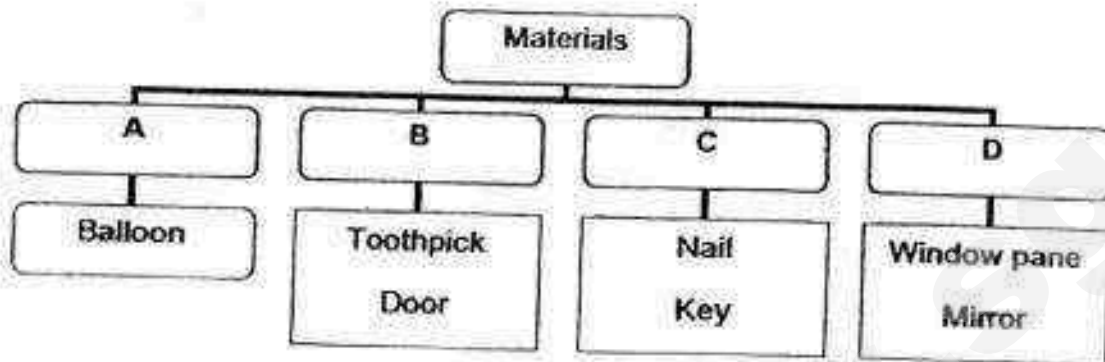 Materials
A
B
C
D
Balloon
Toothpick
Door
Nail
Key
Window pane
Mirror